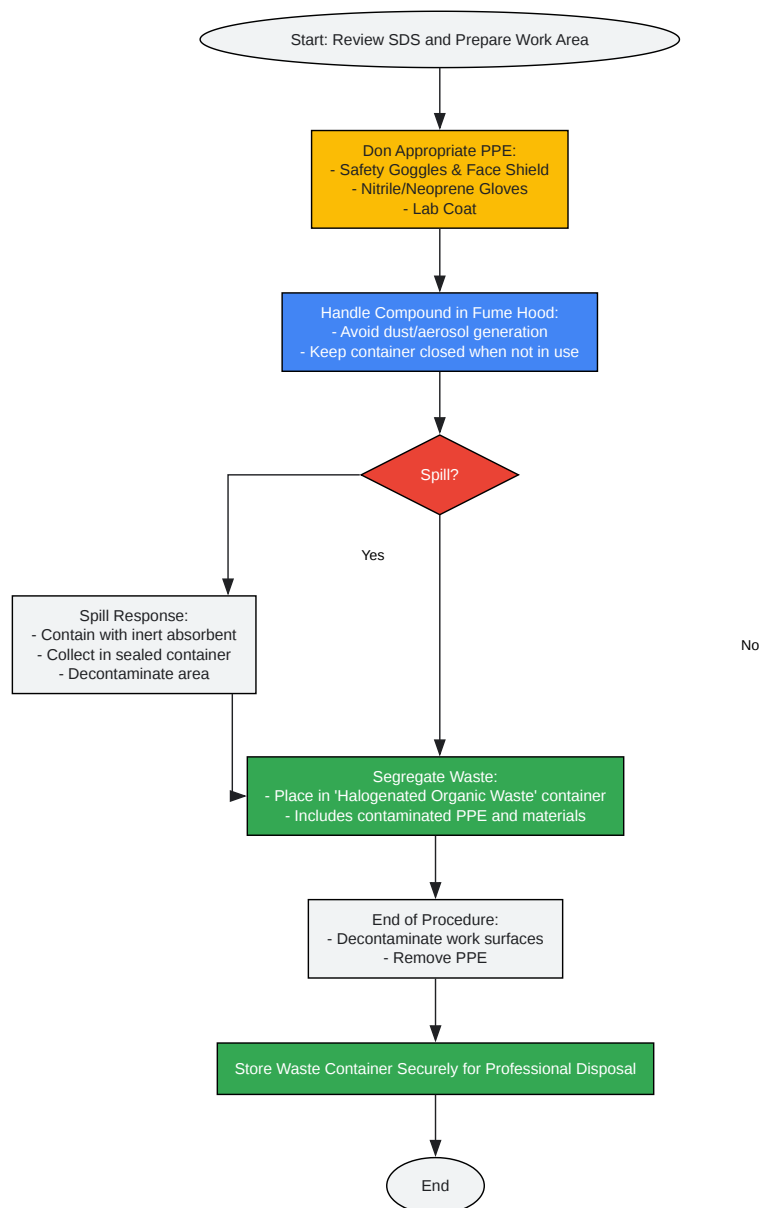 Start: Review SDS and Prepare Work Area
Don Appropriate PPE:
- Safety Goggles & Face Shield
- Nitrile/Neoprene Gloves
- Lab Coat
Handle Compound in Fume Hood:
- Avoid dust/aerosol generation
- Keep container closed when not in use
Spill?
Yes
Spill Response:
- Contain with inert absorbent
- Collect in sealed container
- Decontaminate area
No
Segregate Waste:
- Place in 'Halogenated Organic Waste' container
- Includes contaminated PPE and materials
End of Procedure:
- Decontaminate work surfaces
- Remove PPE
Store Waste Container Securely for Professional Disposal
End